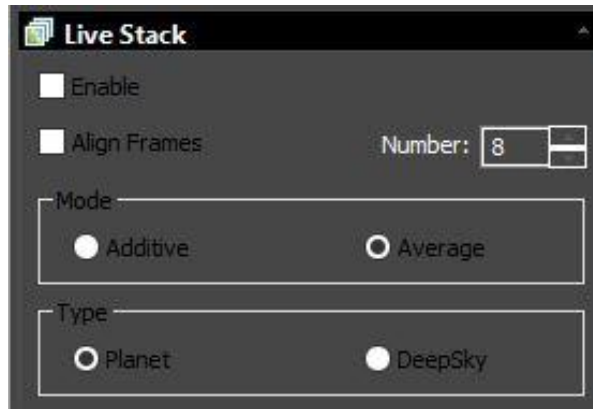 Live Stack
Enable
Align Frames Number: 8
Mode
Additive Average
Type
Planet DeepSky